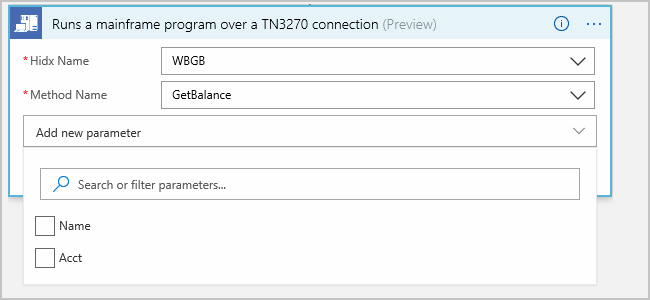 Runs a mainframe program over a TN3270 connection (Preview)
* Hidx Name WBGB
* Method Name GetBalance
Add new parameter
Search or filter parameters...
Name
Acct